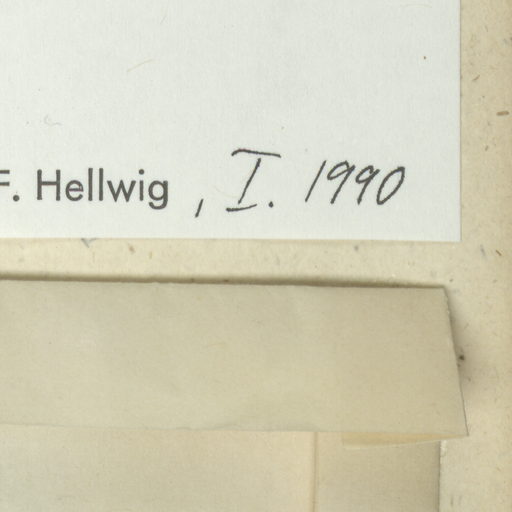 F. Hellwig , I. 1990